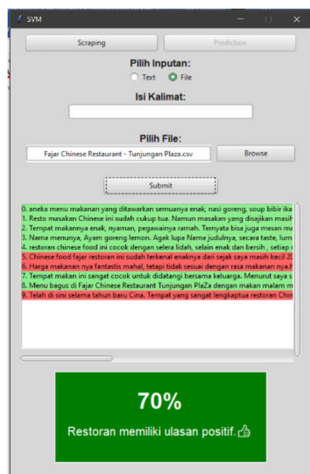 SVM
Scraping
Prediction
Pilih Inputan:
Text File
Isi Kalimat:
Pilih File:
Fajar Chinese Restaurant - Tunjungan Plaza.csv
Browse
Submit
0. aneka menu makanan yang ditawarkan semuanya enak, nasi goreng, soup bibir ika
1. Resto masakan Chinese ini sudah cukup tua. Namun masakan yang disajikan masih
2. Tempat makannya enak, nyaman, pegawainya ramah. Ternyata bisa juga mesan ma
3. Nama menunya, Ayam goreng lemon. Agak lupa Nama judulnya, secara taste, lum
4. restoran chinese food ini cocok dengan selera lidah, selain enak dan bersih , setiap
5. Chinese food fajar restoran ini sudah terkenal enaknya dari sejak saya masih kecil 20
6. Harga makanan nya fantastis mahal, tetapi tidak sesuai dengan rasa makanan nya.
7. Tempat makan ini sangat cocok untuk didatangi bersama keluarga. Menurut saya s
8. Menu bagus di Fajar Chinese Restaurant Tunjungan PlaZa dengan makan malam m
9. Telah di sini selama tahun baru Cina. Tempat yang sangat lengkaptua restoran Chin
70%
Restoran memiliki ulasan positif.